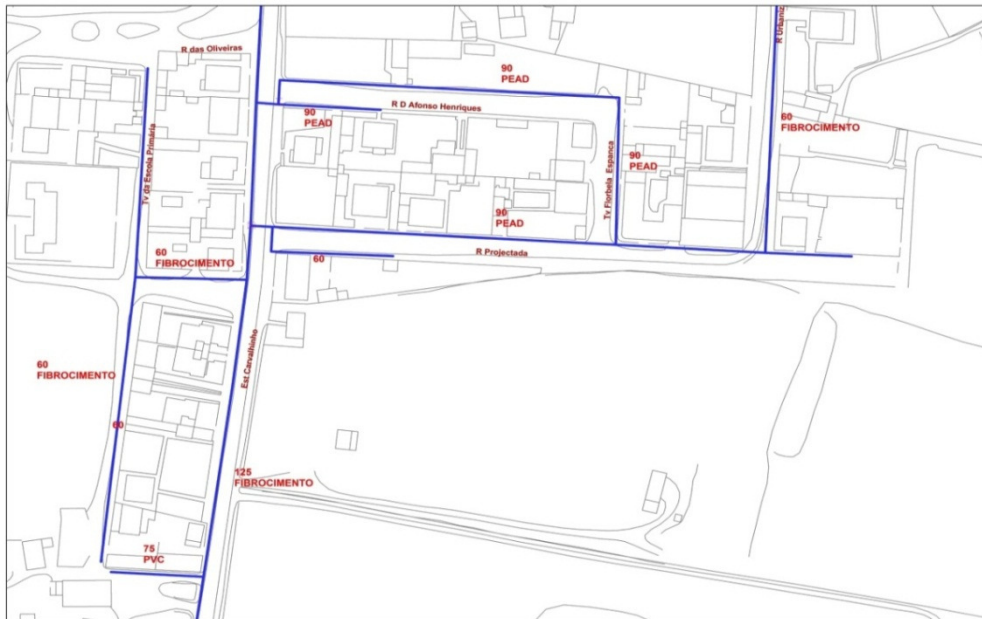 R das Oliveiras
R Urbaniz
90
PEAD
R D Afonso Henriques
90
PEAD
60
FIBROCIMENTO
Tv da Escola Primária
Tv Florbela Espanca
90
PEAD
90
PEAD
60
FIBROCIMENTO
R Projectada
60
Est Carvalhinho
60
FIBROCIMENTO
60
125
FIBROCIMENTO
75
PVC